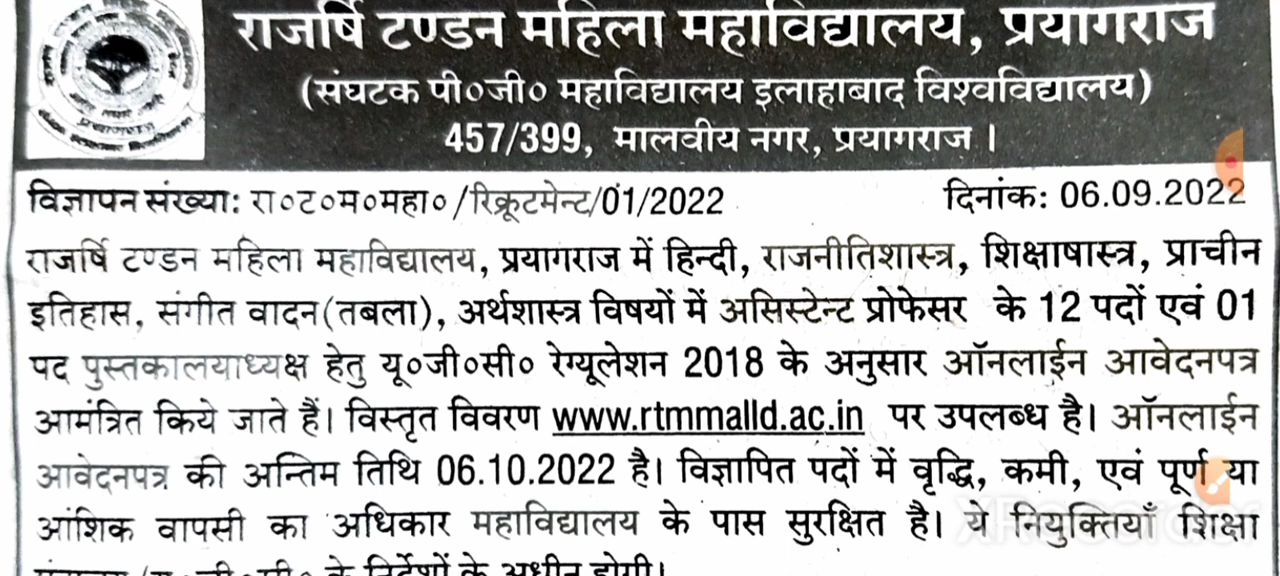 राजर्षि टण्डन महिला महाविद्यालय, प्रयागराज
(संघटक पी०जी० महाविद्यालय इलाहाबाद विश्वविद्यालय)
457/399, मालवीय नगर, प्रयागराज ।
विज्ञापन संख्या: रा०ट०म०महा० /रिक्रूटमेन्ट/01/2022 दिनांक: 06.09.2022
राजर्षि टण्डन महिला महाविद्यालय, प्रयागराज में हिन्दी, राजनीतिशास्त्र, शिक्षाषास्त्र, प्राचीन
इतिहास, संगीत वादन(तबला), अर्थशास्त्र विषयों में असिस्टेन्ट प्रोफेसर के 12 पदों एवं 01
पद पुस्तकालयाध्यक्ष हेतु यू०जी०सी० रेग्यूलेशन 2018 के अनुसार ऑनलाईन आवेदनपत्र
आमंत्रित किये जाते हैं। विस्तृत विवरण www.rtmmalld.ac.in पर उपलब्ध है। ऑनलाईन
आवेदनपत्र की अन्तिम तिथि 06.10.2022 है। विज्ञापित पदों में वृद्धि, कमी, एवं पूर्ण या
आंशिक वापसी का अधिकार महाविद्यालय के पास सुरक्षित है। ये नियुक्तियाँ शिक्षा
के निर्देशों के अधीन होगी।
XRecorder